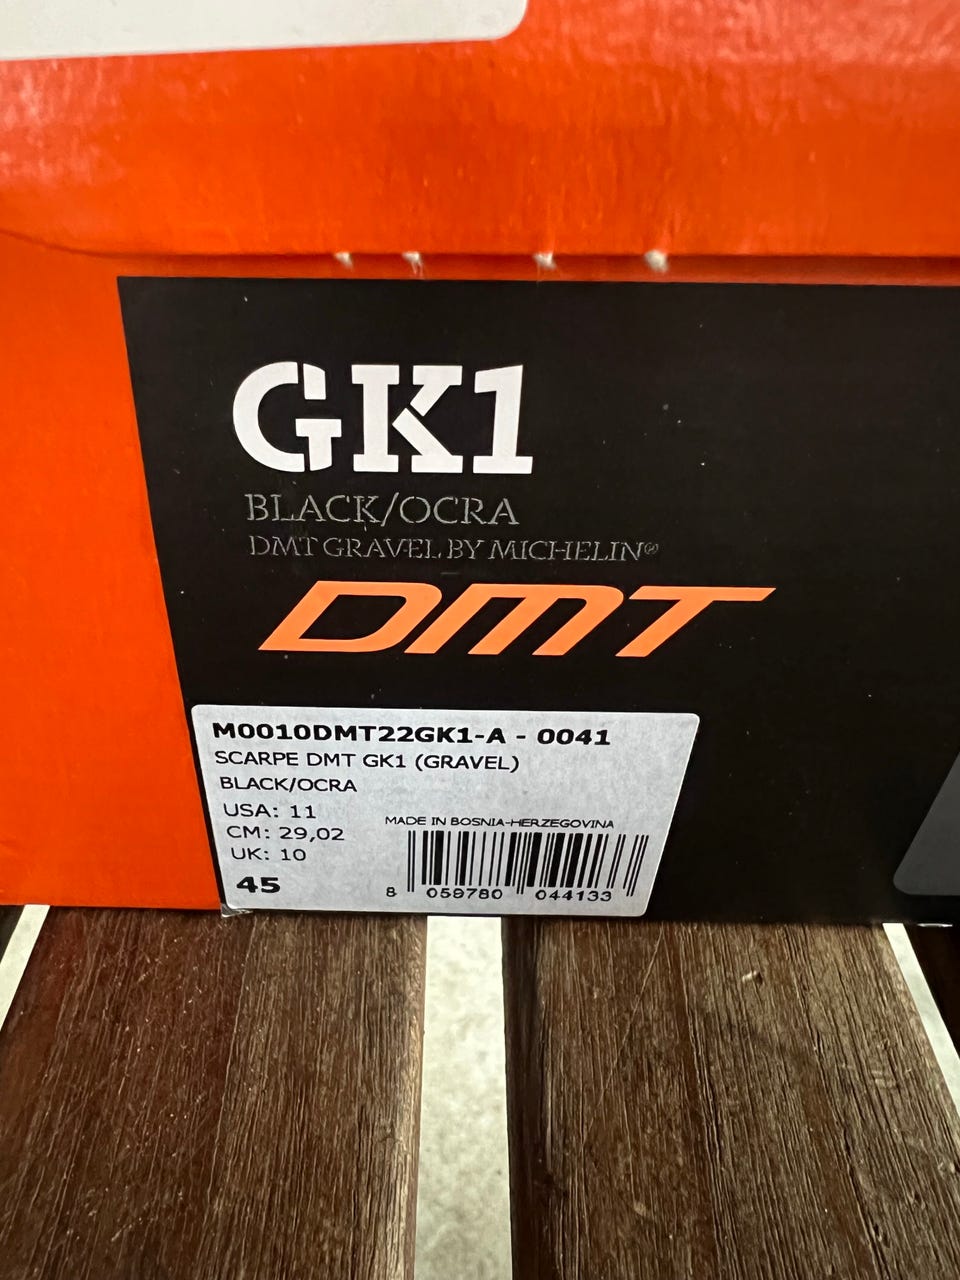 GK1
BLACK/OCRA
DMT GRAVEL BY MICHELIN®
DMT
M0010DMT22GK1-A - 0041
SCARPE DMT GK1 (GRAVEL)
BLACK/OCRA
USA: 11
CM: 29,02
UK: 10
45
MADE IN BOSNIA-HERZEGOVINA
8 059780 044133